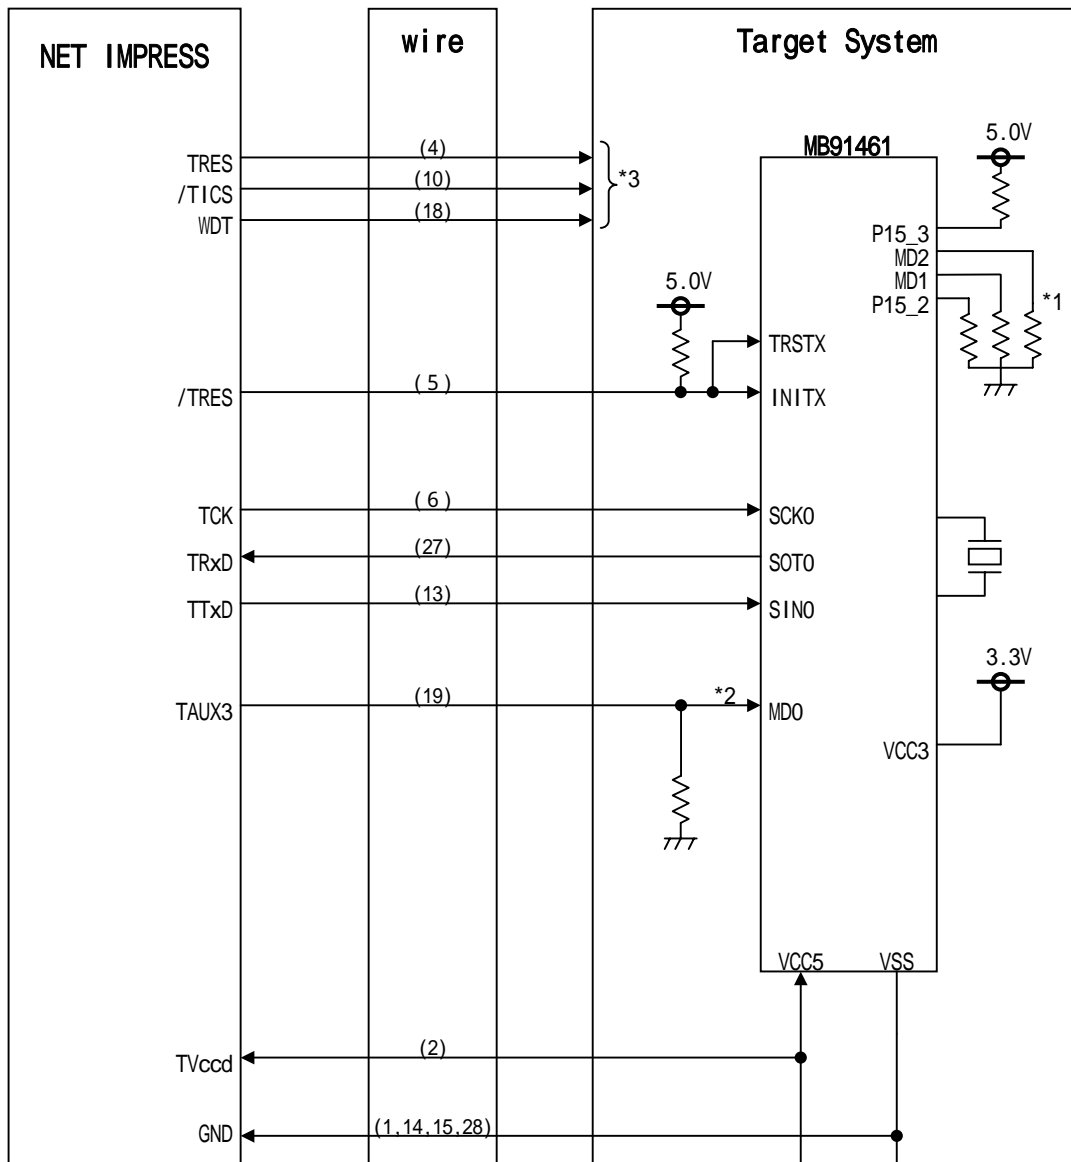 NET IMPRESS
wire
Target System
TRES
(4)
/TICS
(10)
WDT
(18)
*3
MB91461
5.0V
P15_3
MD2
MD1
P15_2
*1
5.0V
TRSTX
/TRES
(5)
INITX
TCK
(6)
SCK0
TRxD
(27)
SOT0
TTxD
(13)
SIN0
3.3V
TAUX3
(19)
*2
MD0
VCC3
VCC5
VSS
TVccd
(2)
GND
(1,14,15,28)